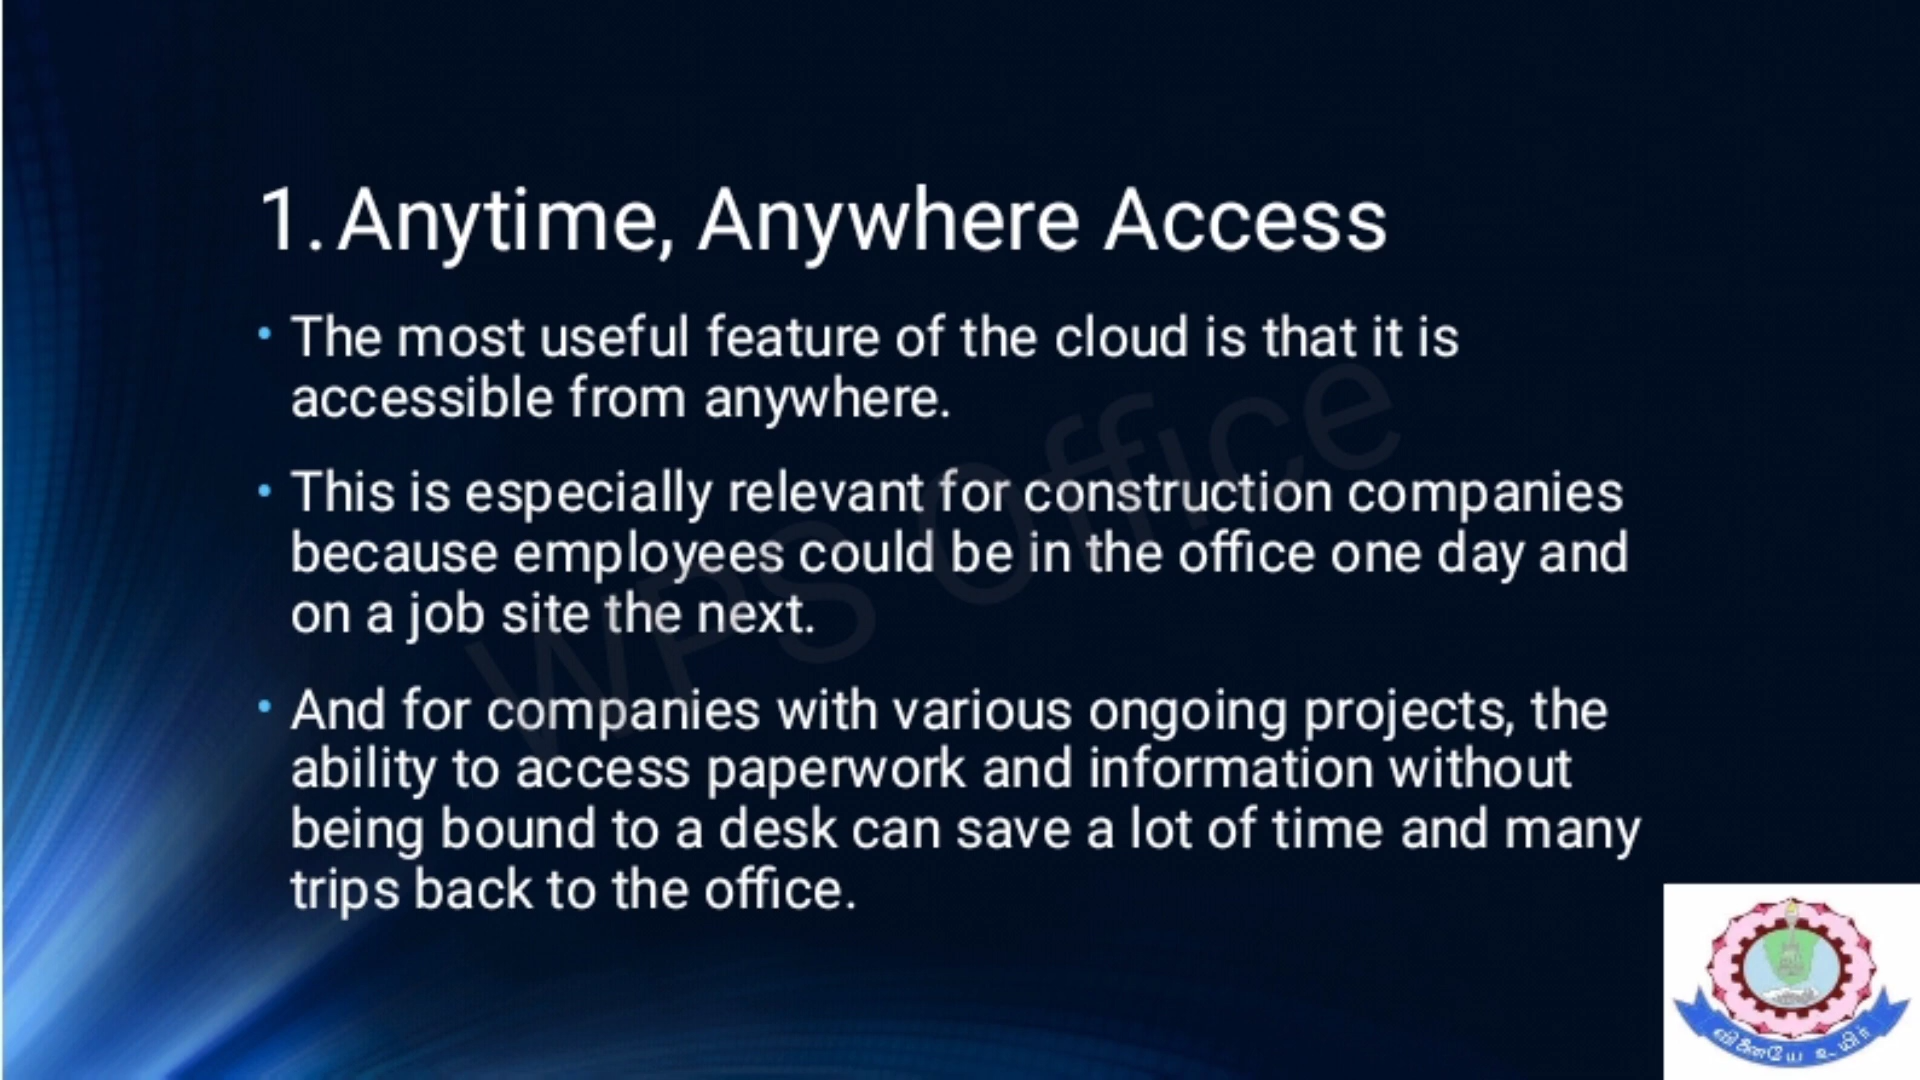 1. Anytime, Anywhere Access
• The most useful feature of the cloud is that it is
accessible from anywhere.
• This is especially relevant for construction companies
because employees could be in the office one day and
on a job site the next.
• And for companies with various ongoing projects, the
ability to access paperwork and information without
being bound to a desk can save a lot of time and many
trips back to the office.
WPS Office
வினையே உயிர்